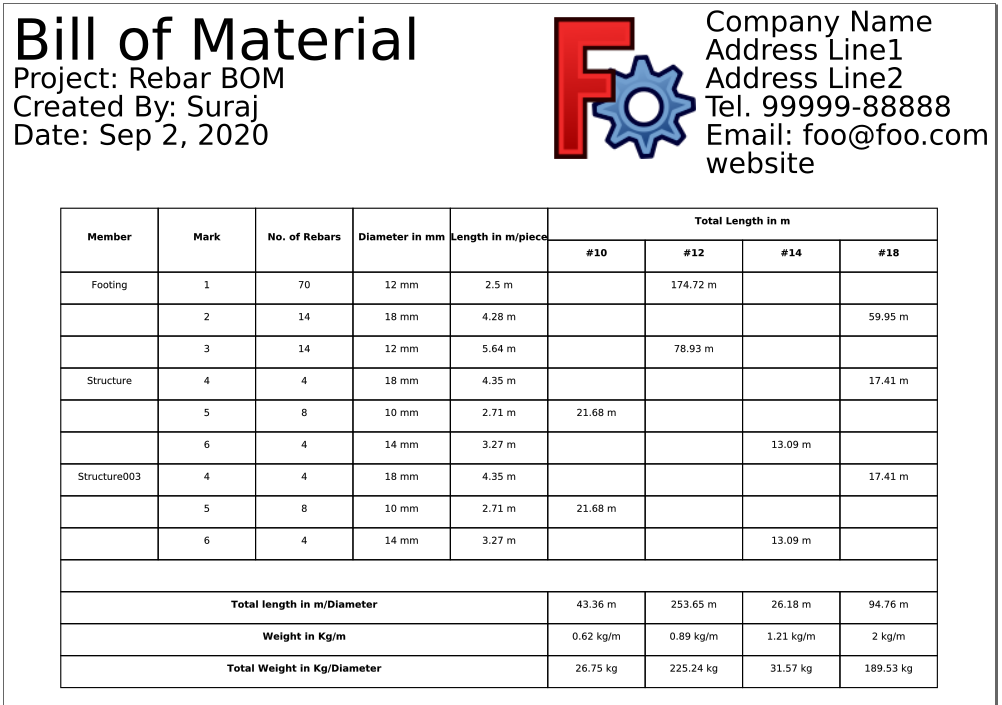 Bill of Material
Project: Rebar BOM
Created By: Suraj
Date: Sep 2, 2020
Company Name
Address Line1
Address Line2
Tel. 99999-88888
Email: foo@foo.com
website
Member Mark No. of Rebars Diameter in mm Length in m/piece Total Length in m
#10 #12 #14 #18
Footing 1 70 12 mm 2.5 m 174.72 m
2 14 18 mm 4.28 m 59.95 m
3 14 12 mm 5.64 m 78.93 m
Structure 4 4 18 mm 4.35 m 17.41 m
5 8 10 mm 2.71 m 21.68 m
6 4 14 mm 3.27 m 13.09 m
Structure003 4 4 18 mm 4.35 m 17.41 m
5 8 10 mm 2.71 m 21.68 m
6 4 14 mm 3.27 m 13.09 m
Total length in m/Diameter 43.36 m 253.65 m 26.18 m 94.76 m
Weight in Kg/m 0.62 kg/m 0.89 kg/m 1.21 kg/m 2 kg/m
Total Weight in Kg/Diameter 26.75 kg 225.24 kg 31.57 kg 189.53 kg